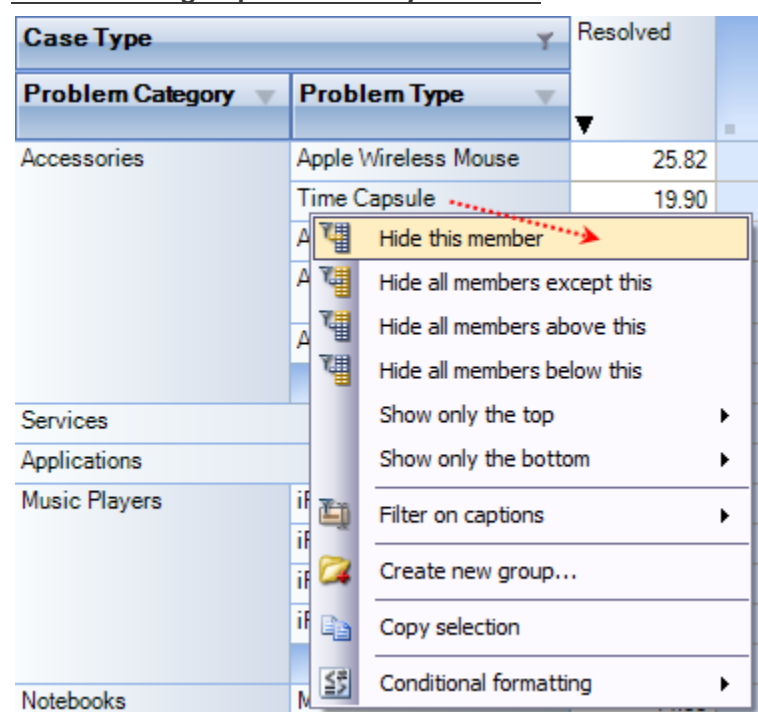 Case Type
Resolved
Problem Category
Problem Type
Accessories
Apple Wireless Mouse
25.82
Time Capsule
19.90
Hide this member
Hide all members except this
Hide all members above this
Hide all members below this
Services
Show only the top
Applications
Show only the bottom
Music Players
Filter on captions
Create new group...
Copy selection
Notebooks
Conditional formatting